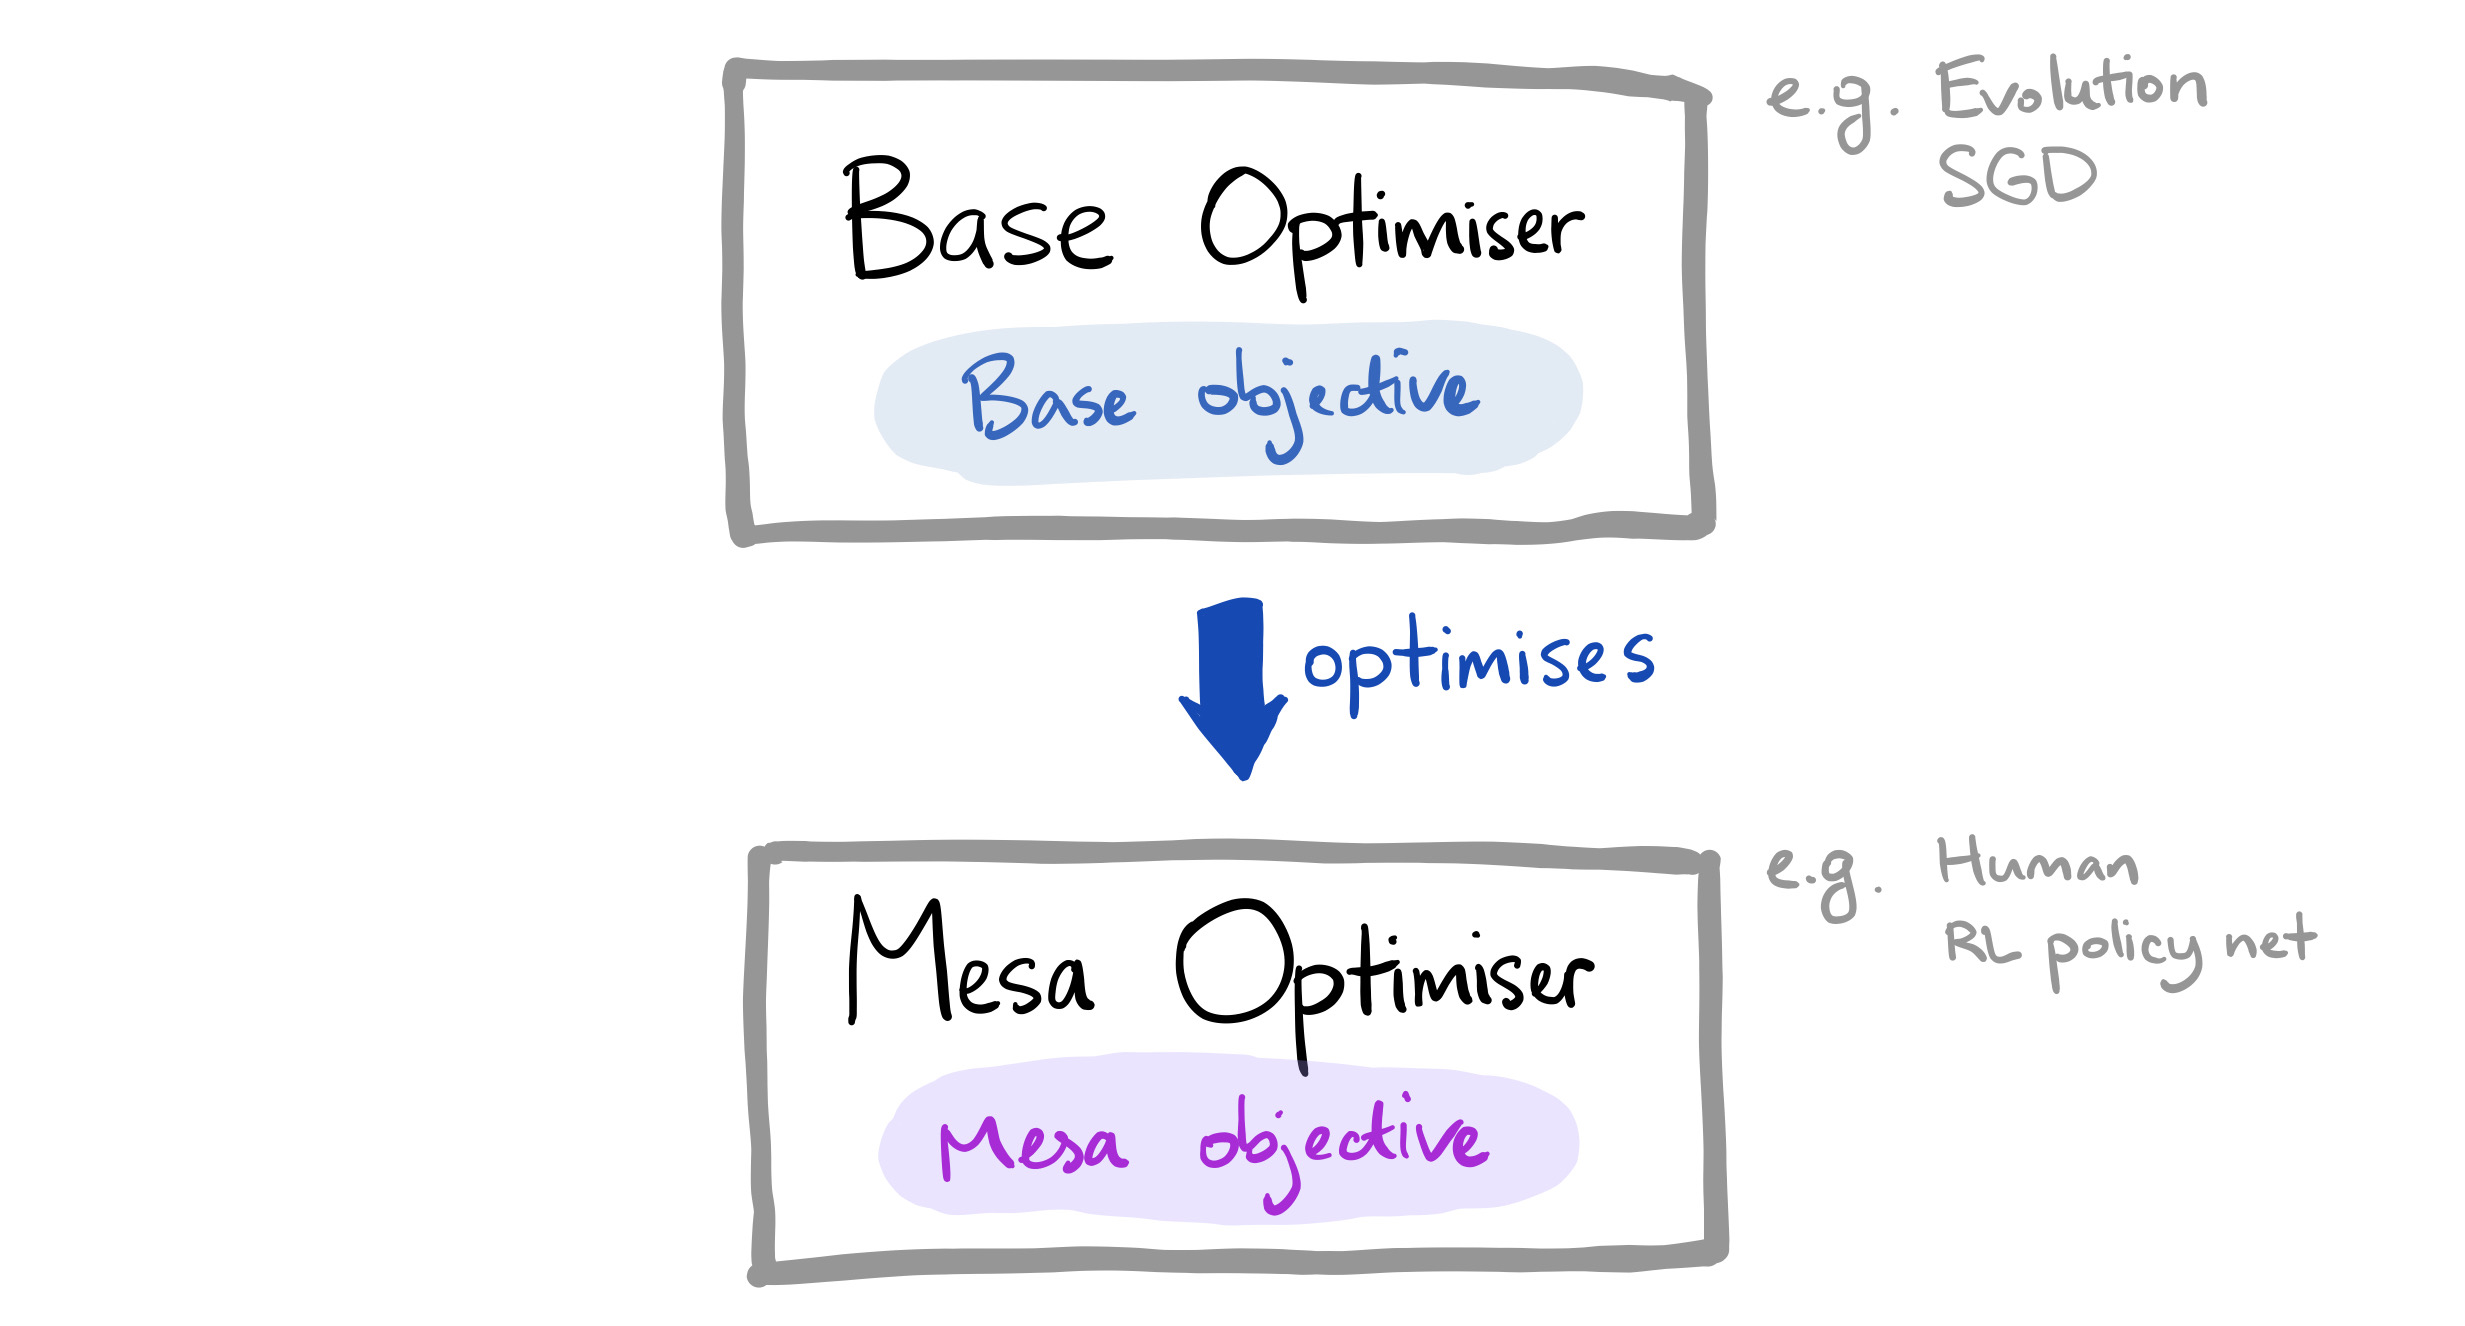 Base Optimiser
e.g. Evolution
SGD
Base objective
optimises
Mesa Optimiser
e.g. Human
RL policy net
Mesa objective